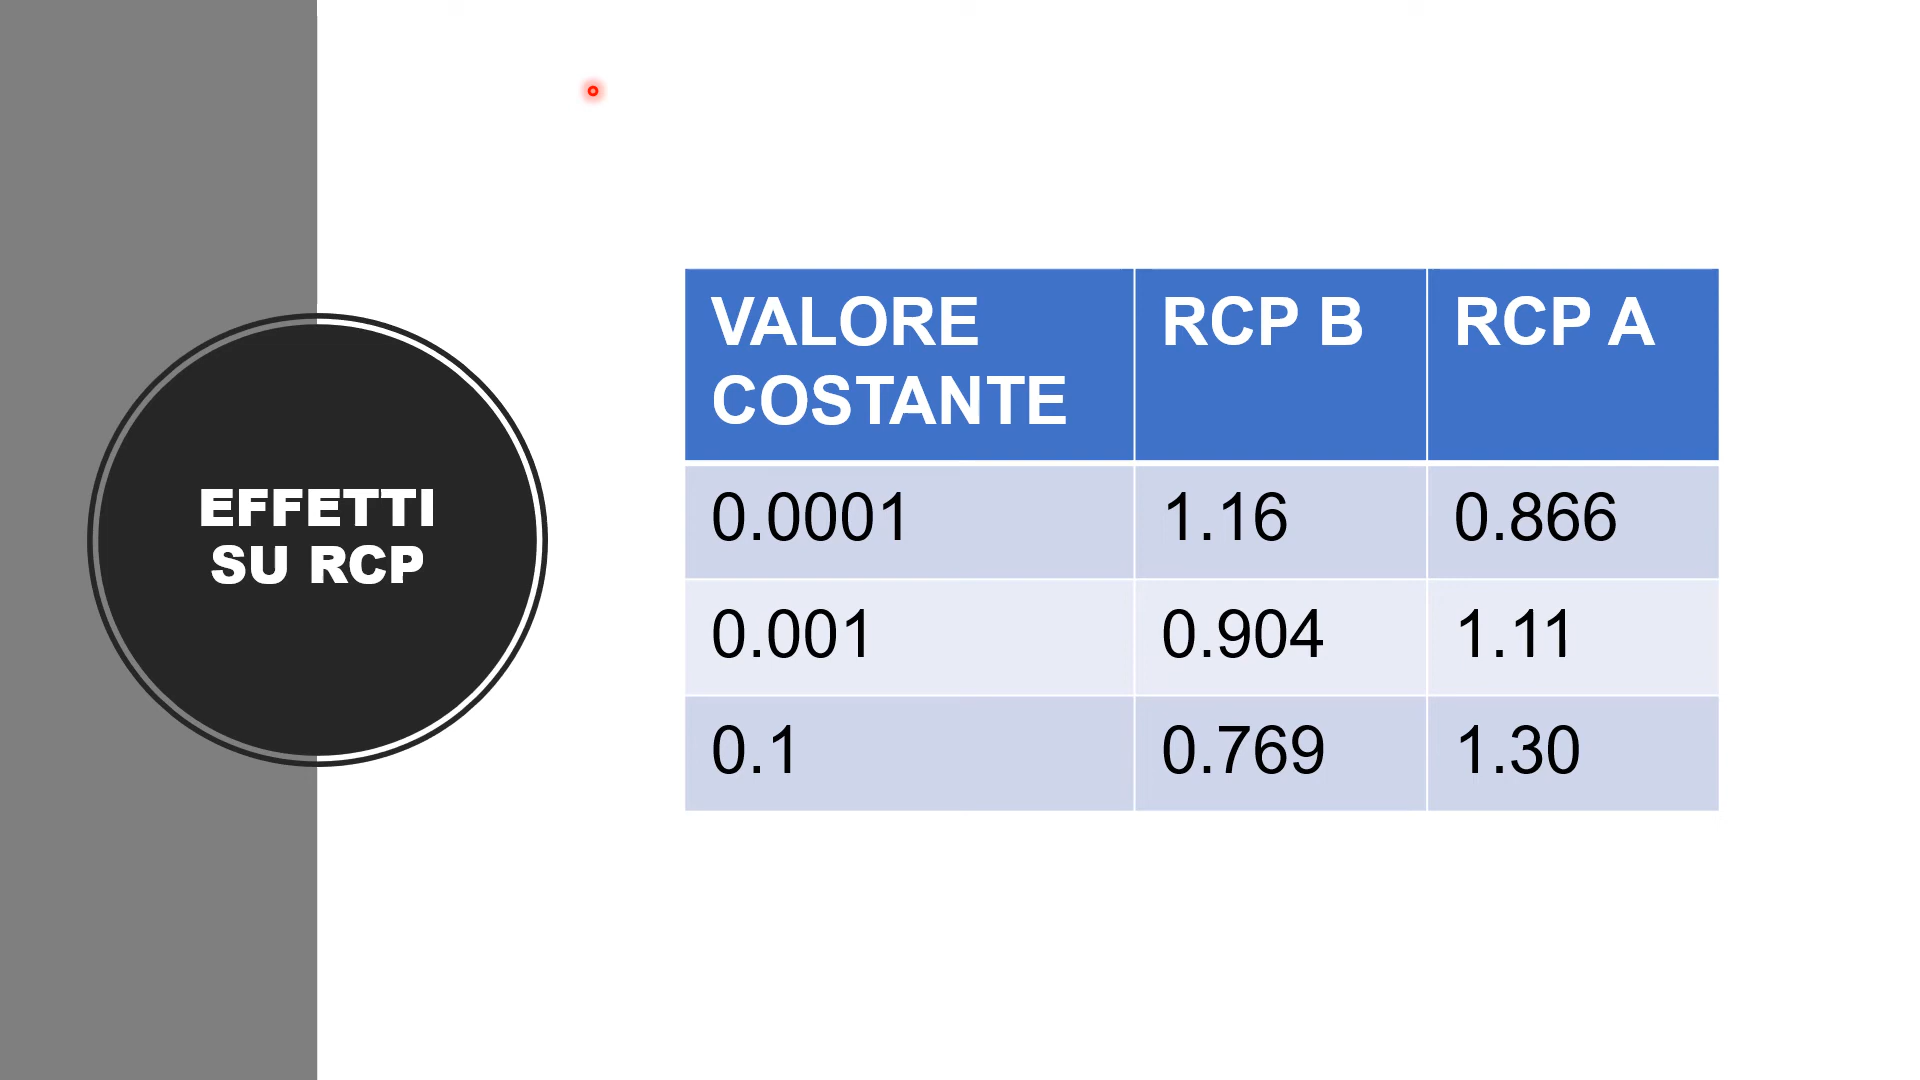 EFFETTI
SU RCP
VALORE
COSTANTE
RCP B
RCP A
0.0001 1.16 0.866
0.001 0.904 1.11
0.1 0.769 1.30